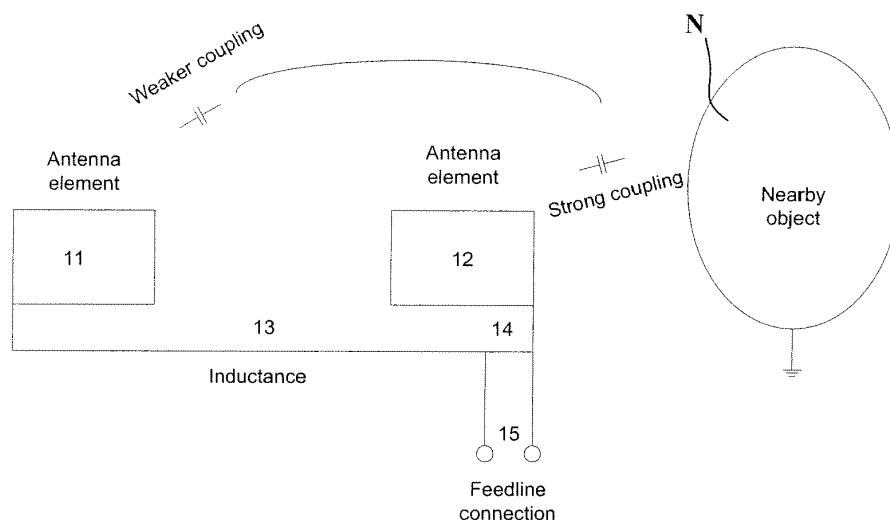 N
Weaker coupling
Antenna
element
Antenna
element
Strong coupling
Nearby
object
11
12
13
14
Inductance
15
Feedline
connection